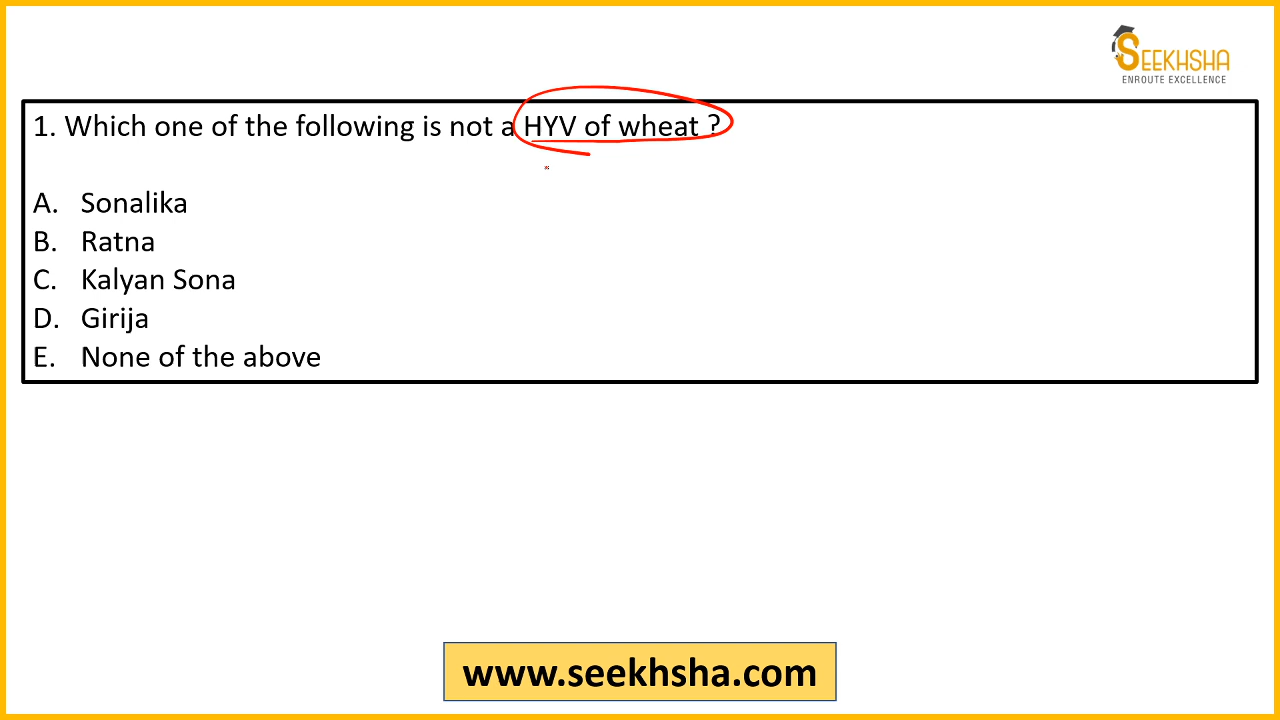 SEEKHSHA
ENROUTE EXCELLENCE
1. Which one of the following is not a HYV of wheat ?
A. Sonalika
B. Ratna
C. Kalyan Sona
D. Girija
E. None of the above
www.seekhsha.com